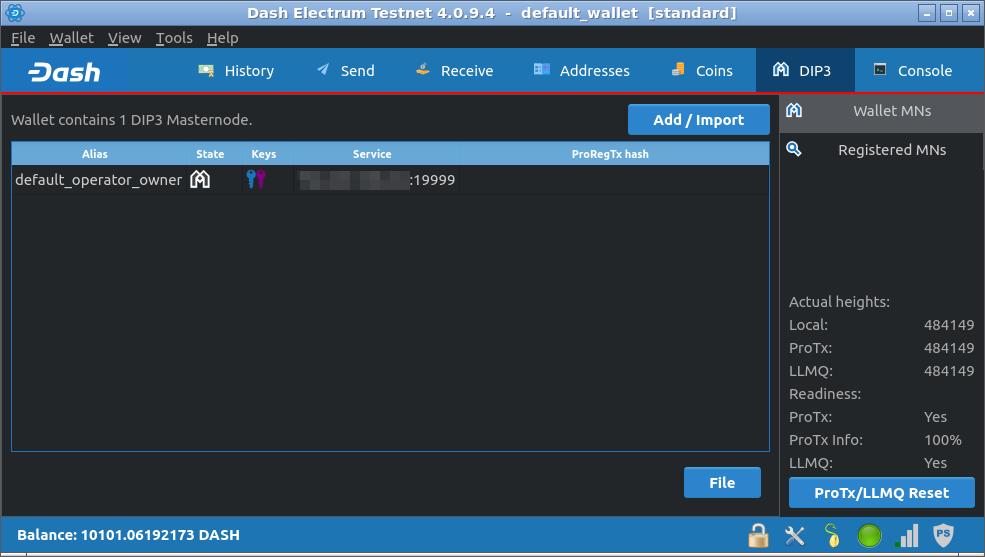 Dash Electrum Testnet 4.0.9.4 - default_wallet [standard]
File Wallet View Tools Help
Dash History Send Receive Addresses Coins DIP3 Console
Wallet contains 1 DIP3 Masternode.
Add / Import
Alias State Keys Service ProRegTx hash
default_operator_owner :19999
File
Wallet MNs
Registered MNs
Actual heights:
Local: 484149
ProTx: 484149
LLMQ: 484149
Readiness:
ProTx: Yes
ProTx Info: 100%
LLMQ: Yes
ProTx/LLMQ Reset
Balance: 10101.06192173 DASH
PS